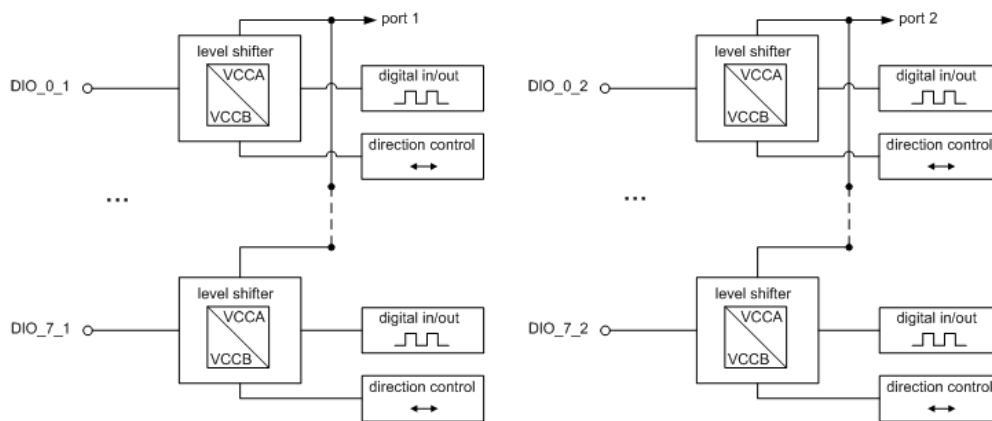 port 1
level shifter
VCCA
VCCB
DIO_0_1
digital in/out
direction control
...
level shifter
VCCA
VCCB
DIO_7_1
digital in/out
direction control
port 2
level shifter
VCCA
VCCB
DIO_0_2
digital in/out
direction control
...
level shifter
VCCA
VCCB
DIO_7_2
digital in/out
direction control